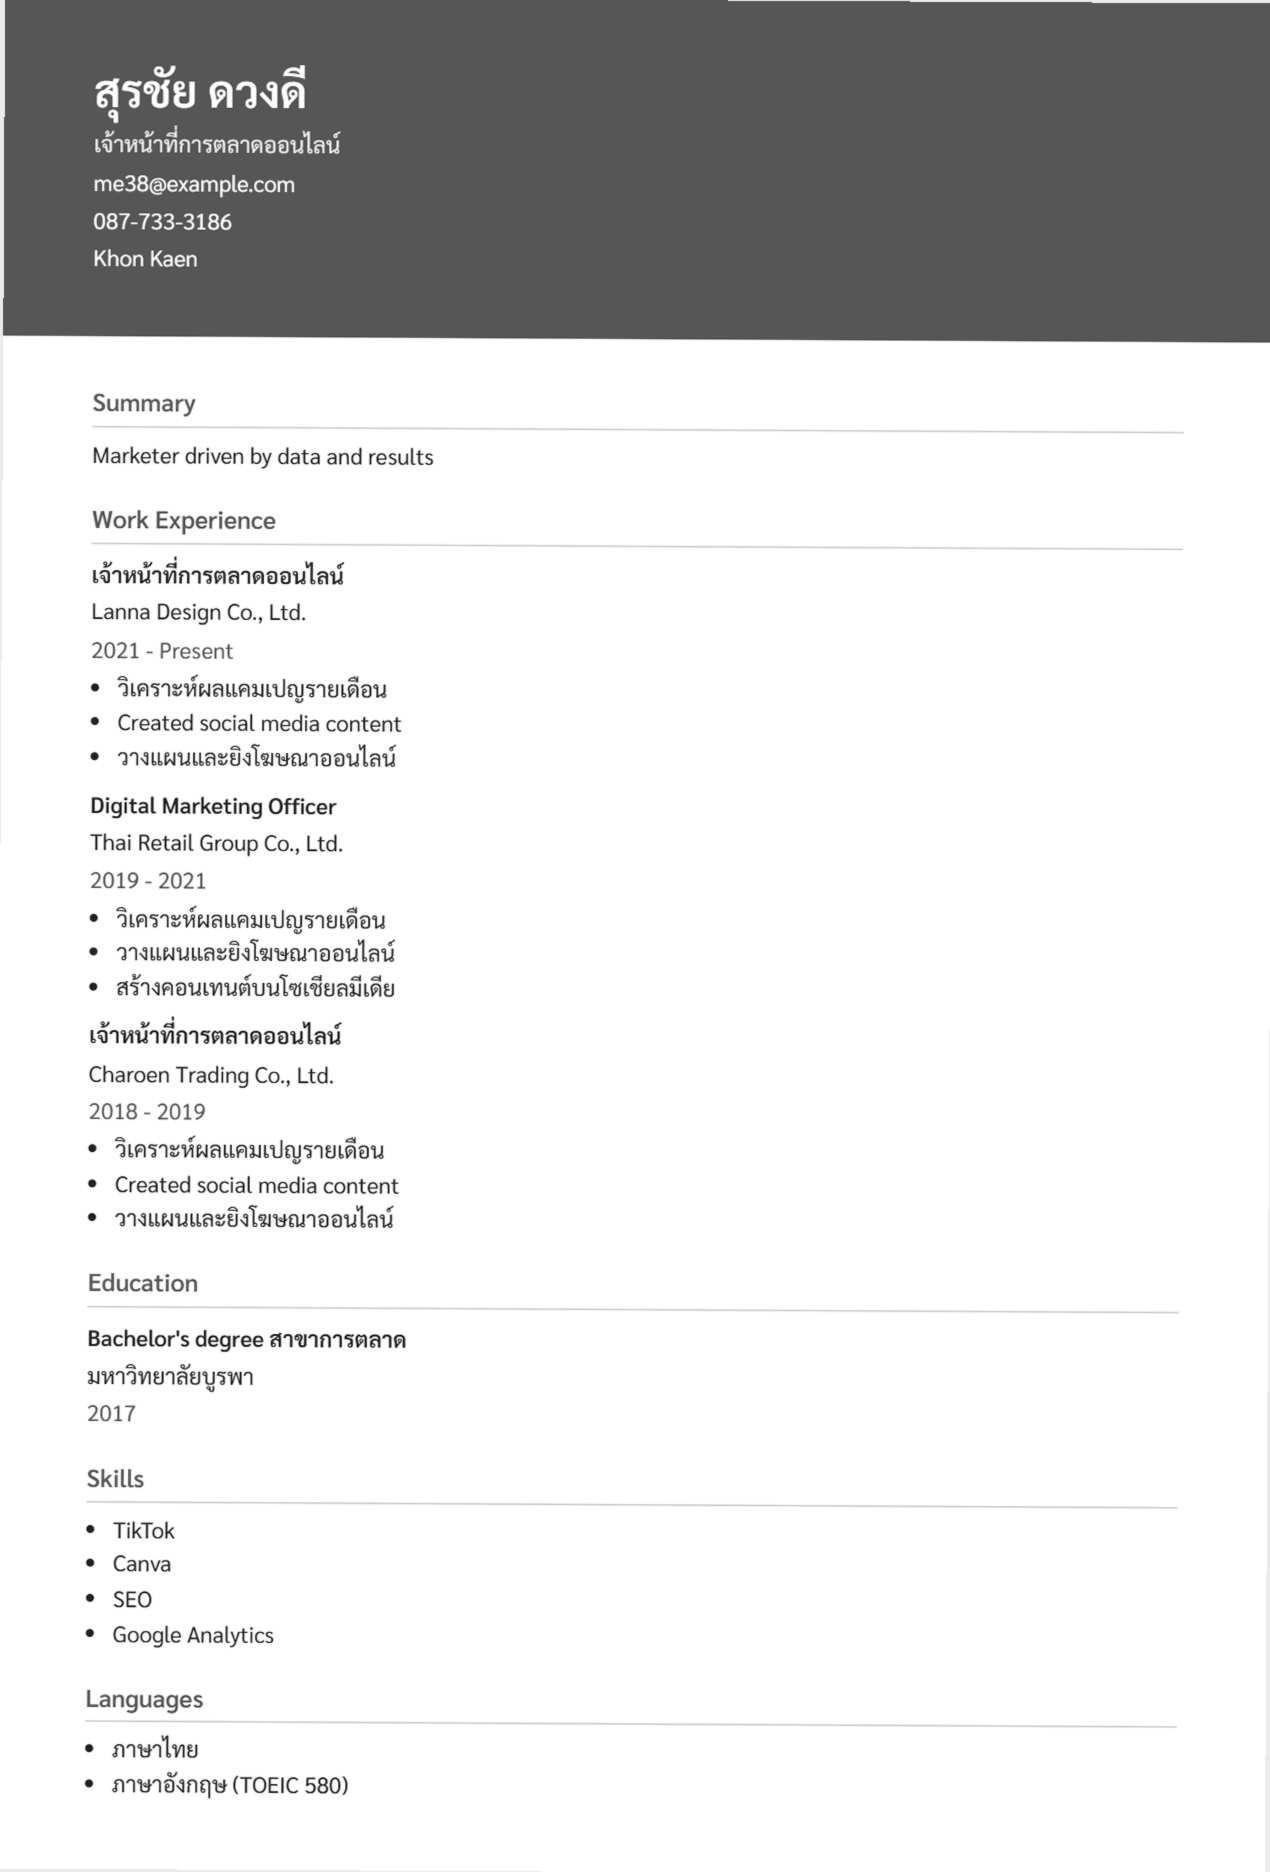 สุรชัย ดวงดี
เจ้าหน้าที่การตลาดออนไลน์
me38@example.com
087-733-3186
Khon Kaen
Summary
Marketer driven by data and results
Work Experience
เจ้าหน้าที่การตลาดออนไลน์
Lanna Design Co., Ltd.
2021 - Present
• วิเคราะห์ผลแคมเปญรายเดือน
• Created social media content
• วางแผนและยิงโฆษณาออนไลน์
Digital Marketing Officer
Thai Retail Group Co., Ltd.
2019 - 2021
• วิเคราะห์ผลแคมเปญรายเดือน
• วางแผนและยิงโฆษณาออนไลน์
• สร้างคอนเทนต์บนโซเชียลมีเดีย
เจ้าหน้าที่การตลาดออนไลน์
Charoen Trading Co., Ltd.
2018 - 2019
• วิเคราะห์ผลแคมเปญรายเดือน
• Created social media content
• วางแผนและยิงโฆษณาออนไลน์
Education
Bachelor's degree สาขาการตลาด
มหาวิทยาลัยบูรพา
2017
Skills
• TikTok
• Canva
• SEO
• Google Analytics
Languages
• ภาษาไทย
• ภาษาอังกฤษ (TOEIC 580)